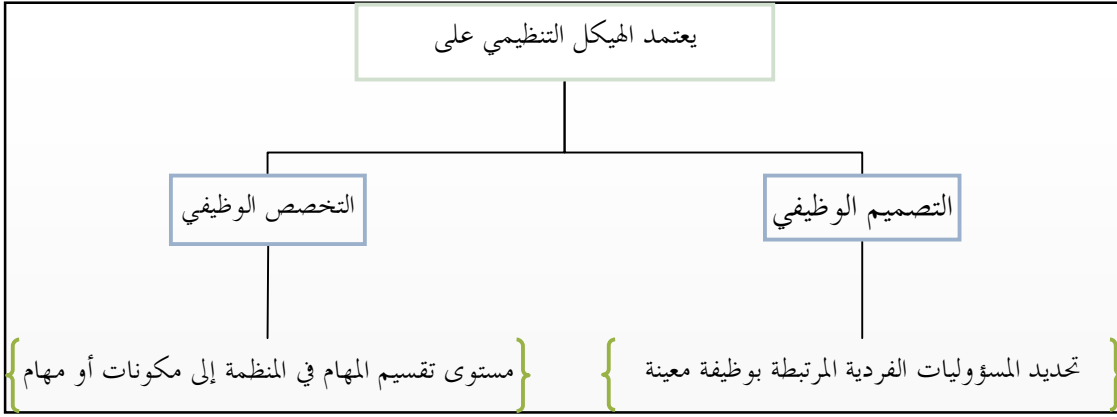 يعتمد الهيكل التنظيمي على
التصميم الوظيفي
التخصص الوظيفي
تحديد المسؤوليات الفردية المرتبطة بوظيفة معينة
مستوى تقسيم المهام في المنظمة إلى مكونات أو مهام